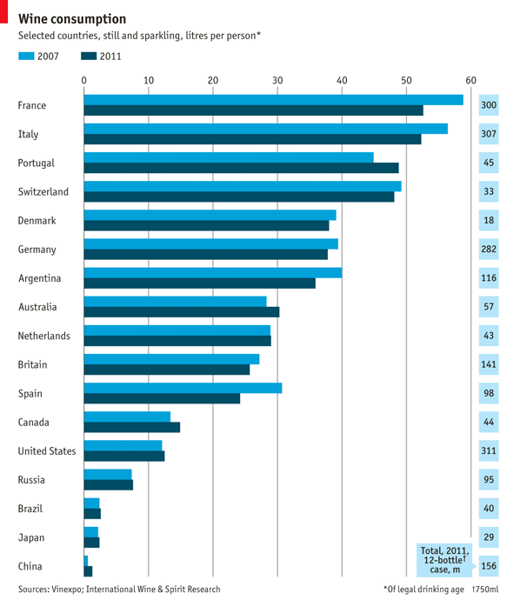 Wine consumption
Selected countries, still and sparkling, litres per person*
2007 2011
0 10 20 30 40 50 60
France 300
Italy 307
Portugal 45
Switzerland 33
Denmark 18
Germany 282
Argentina 116
Australia 57
Netherlands 43
Britain 141
Spain 98
Canada 44
United States 311
Russia 95
Brazil 40
Japan 29
Total, 2011,
12-bottle†
case, m
China 156
Sources: Vinexpo; International Wine & Spirit Research *Of legal drinking age †750ml